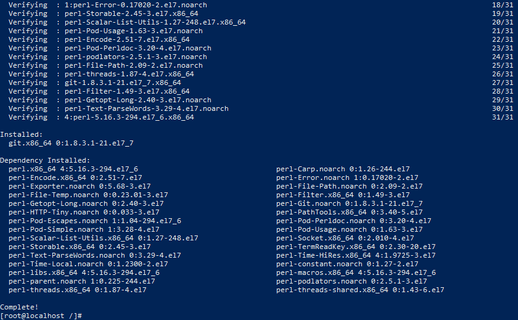 Verifying : 1:perl-Error-0.17020-2.el7.noarch 18/31
Verifying : perl-Storable-2.45-3.el7.x86_64 19/31
Verifying : perl-Scalar-List-Utils-1.27-248.el7.x86_64 20/31
Verifying : perl-Pod-Usage-1.63-3.el7.noarch 21/31
Verifying : perl-Encode-2.51-7.el7.x86_64 22/31
Verifying : perl-Pod-Perldoc-3.20-4.el7.noarch 23/31
Verifying : perl-podlators-2.5.1-3.el7.noarch 24/31
Verifying : perl-File-Path-2.09-2.el7.noarch 25/31
Verifying : perl-threads-1.87-4.el7.x86_64 26/31
Verifying : git-1.8.3.1-21.el7_7.x86_64 27/31
Verifying : perl-Filter-1.49-3.el7.x86_64 28/31
Verifying : perl-Getopt-Long-2.40-3.el7.noarch 29/31
Verifying : perl-Text-ParseWords-3.29-4.el7.noarch 30/31
Verifying : 4:perl-5.16.3-294.el7_6.x86_64 31/31
Installed:
git.x86_64 0:1.8.3.1-21.el7_7
Dependency Installed:
perl.x86_64 4:5.16.3-294.el7_6 perl-Carp.noarch 0:1.26-244.el7
perl-Encode.x86_64 0:2.51-7.el7 perl-Error.noarch 1:0.17020-2.el7
perl-Exporter.noarch 0:5.68-3.el7 perl-File-Path.noarch 0:2.09-2.el7
perl-File-Temp.noarch 0:0.23.01-3.el7 perl-Filter.x86_64 0:1.49-3.el7
perl-Getopt-Long.noarch 0:2.40-3.el7 perl-Git.noarch 0:1.8.3.1-21.el7_7
perl-HTTP-Tiny.noarch 0:0.033-3.el7 perl-PathTools.x86_64 0:3.40-5.el7
perl-Pod-Escapes.noarch 1:1.04-294.el7_6 perl-Pod-Perldoc.noarch 0:3.20-4.el7
perl-Pod-Simple.noarch 1:3.28-4.el7 perl-Pod-Usage.noarch 0:1.63-3.el7
perl-Scalar-List-Utils.x86_64 0:1.27-248.el7 perl-Socket.x86_64 0:2.010-4.el7
perl-Storable.x86_64 0:2.45-3.el7 perl-TermReadKey.x86_64 0:2.30-20.el7
perl-Text-ParseWords.noarch 0:3.29-4.el7 perl-Time-HiRes.x86_64 4:1.9725-3.el7
perl-Time-Local.noarch 0:1.2300-2.el7 perl-constant.noarch 0:1.27-2.el7
perl-libs.x86_64 4:5.16.3-294.el7_6 perl-macros.x86_64 4:5.16.3-294.el7_6
perl-parent.noarch 1:0.225-244.el7 perl-podlators.noarch 0:2.5.1-3.el7
perl-threads.x86_64 0:1.87-4.el7 perl-threads-shared.x86_64 0:1.43-6.el7
Complete!
[root@localhost /]#